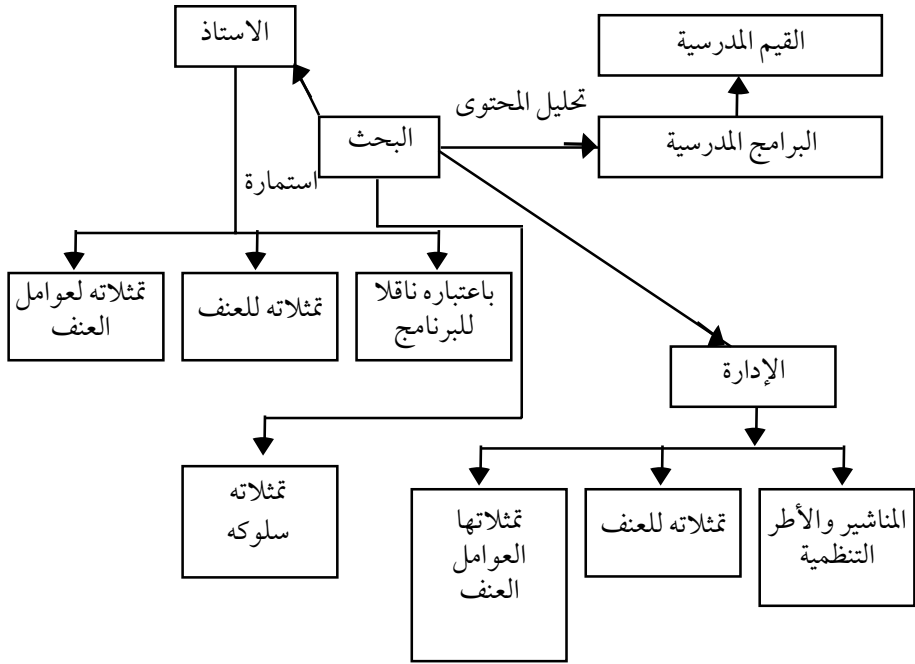 الاستاذ
القيم المدرسية
تحليل المحتوى
البحث
البرامج المدرسية
استمارة
باعتباره ناقلا
للبرنامج
تمثلاته للعنف
تمثلاته لعوامل
العنف
الإدارة
تمثلاته
سلوكه
المناشير والأطر
التنظمية
تمثلاته للعنف
تمثلاتها
العوامل
العنف